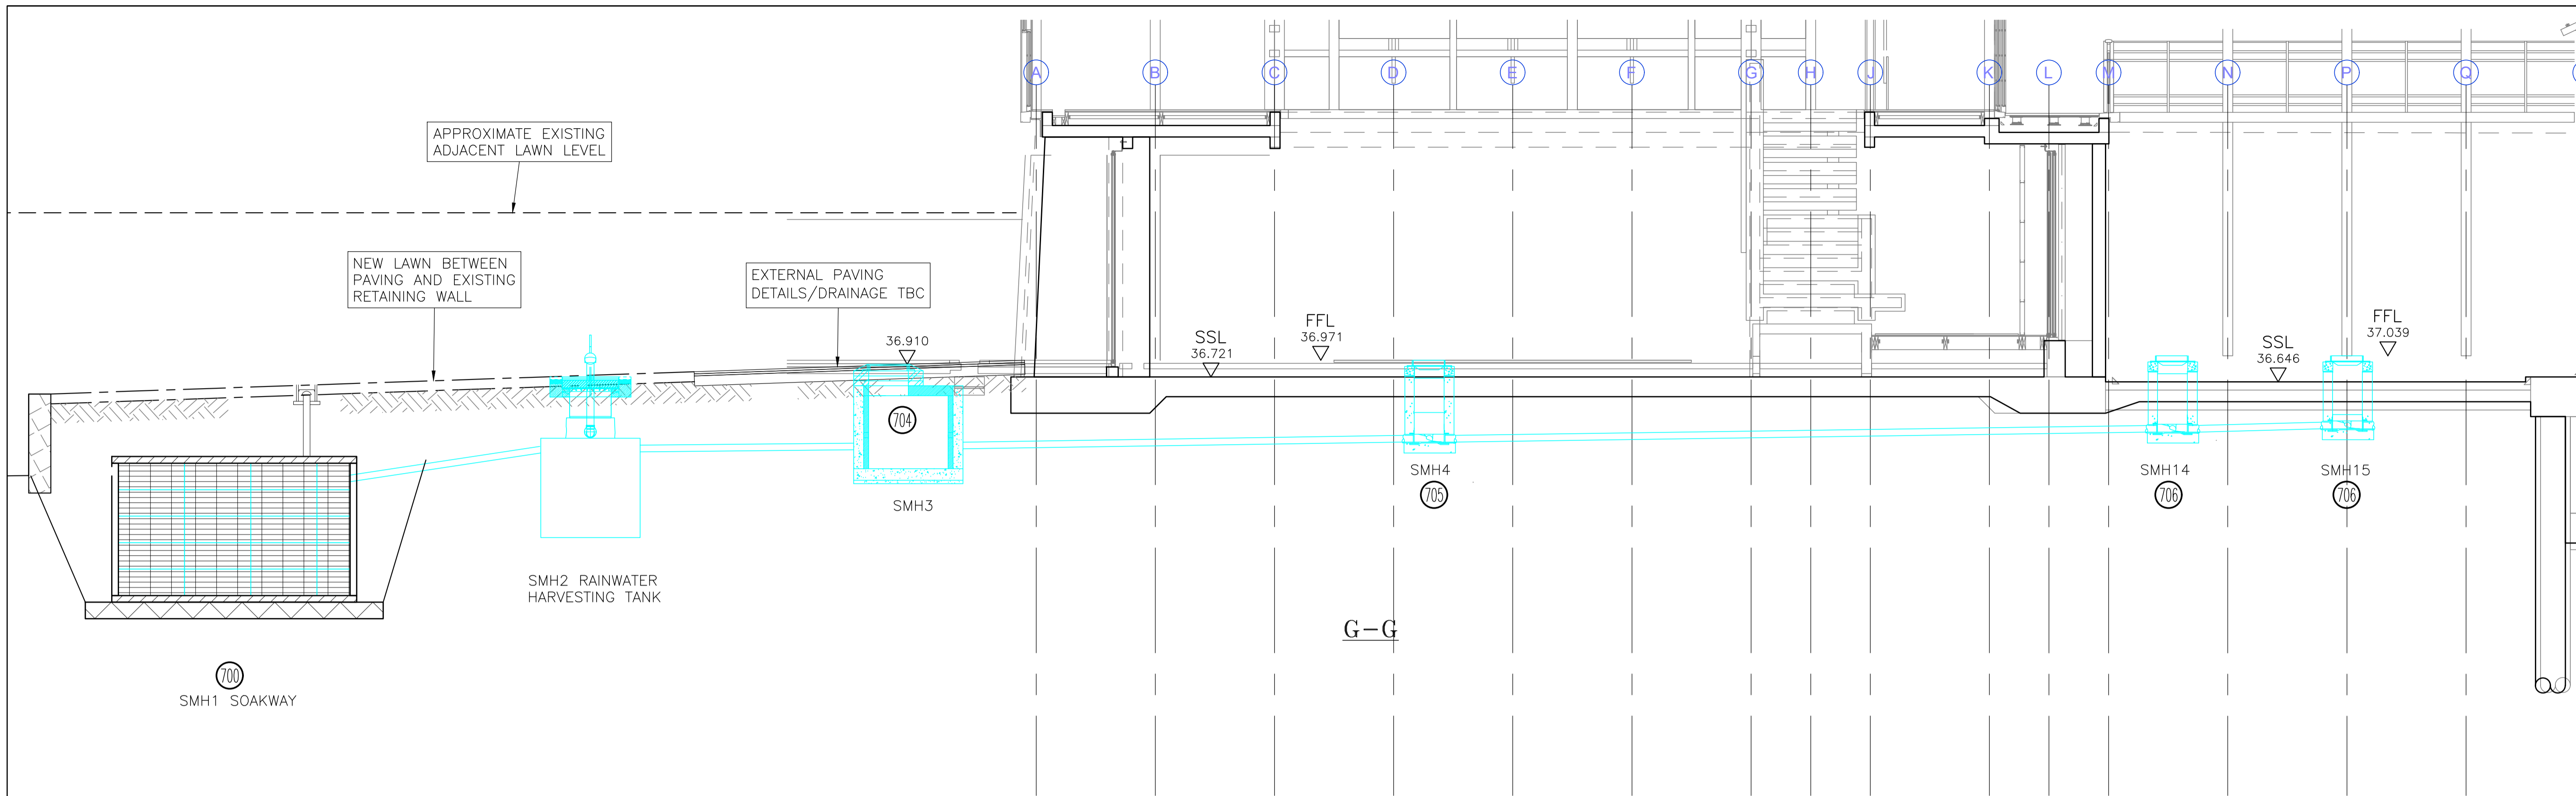 A
B
C
D
E
F
G
H
J
K
L
M
N
P
Q
APPROXIMATE EXISTING
ADJACENT LAWN LEVEL
NEW LAWN BETWEEN
PAVING AND EXISTING
RETAINING WALL
EXTERNAL PAVING
DETAILS/DRAINAGE TBC
36.910
SSL
36.721
FFL
36.971
SSL
36.646
FFL
37.039
704
SMH3
SMH4
705
SMH14
706
SMH15
706
SMH2 RAINWATER
HARVESTING TANK
G-G
700
SMH1 SOAKWAY